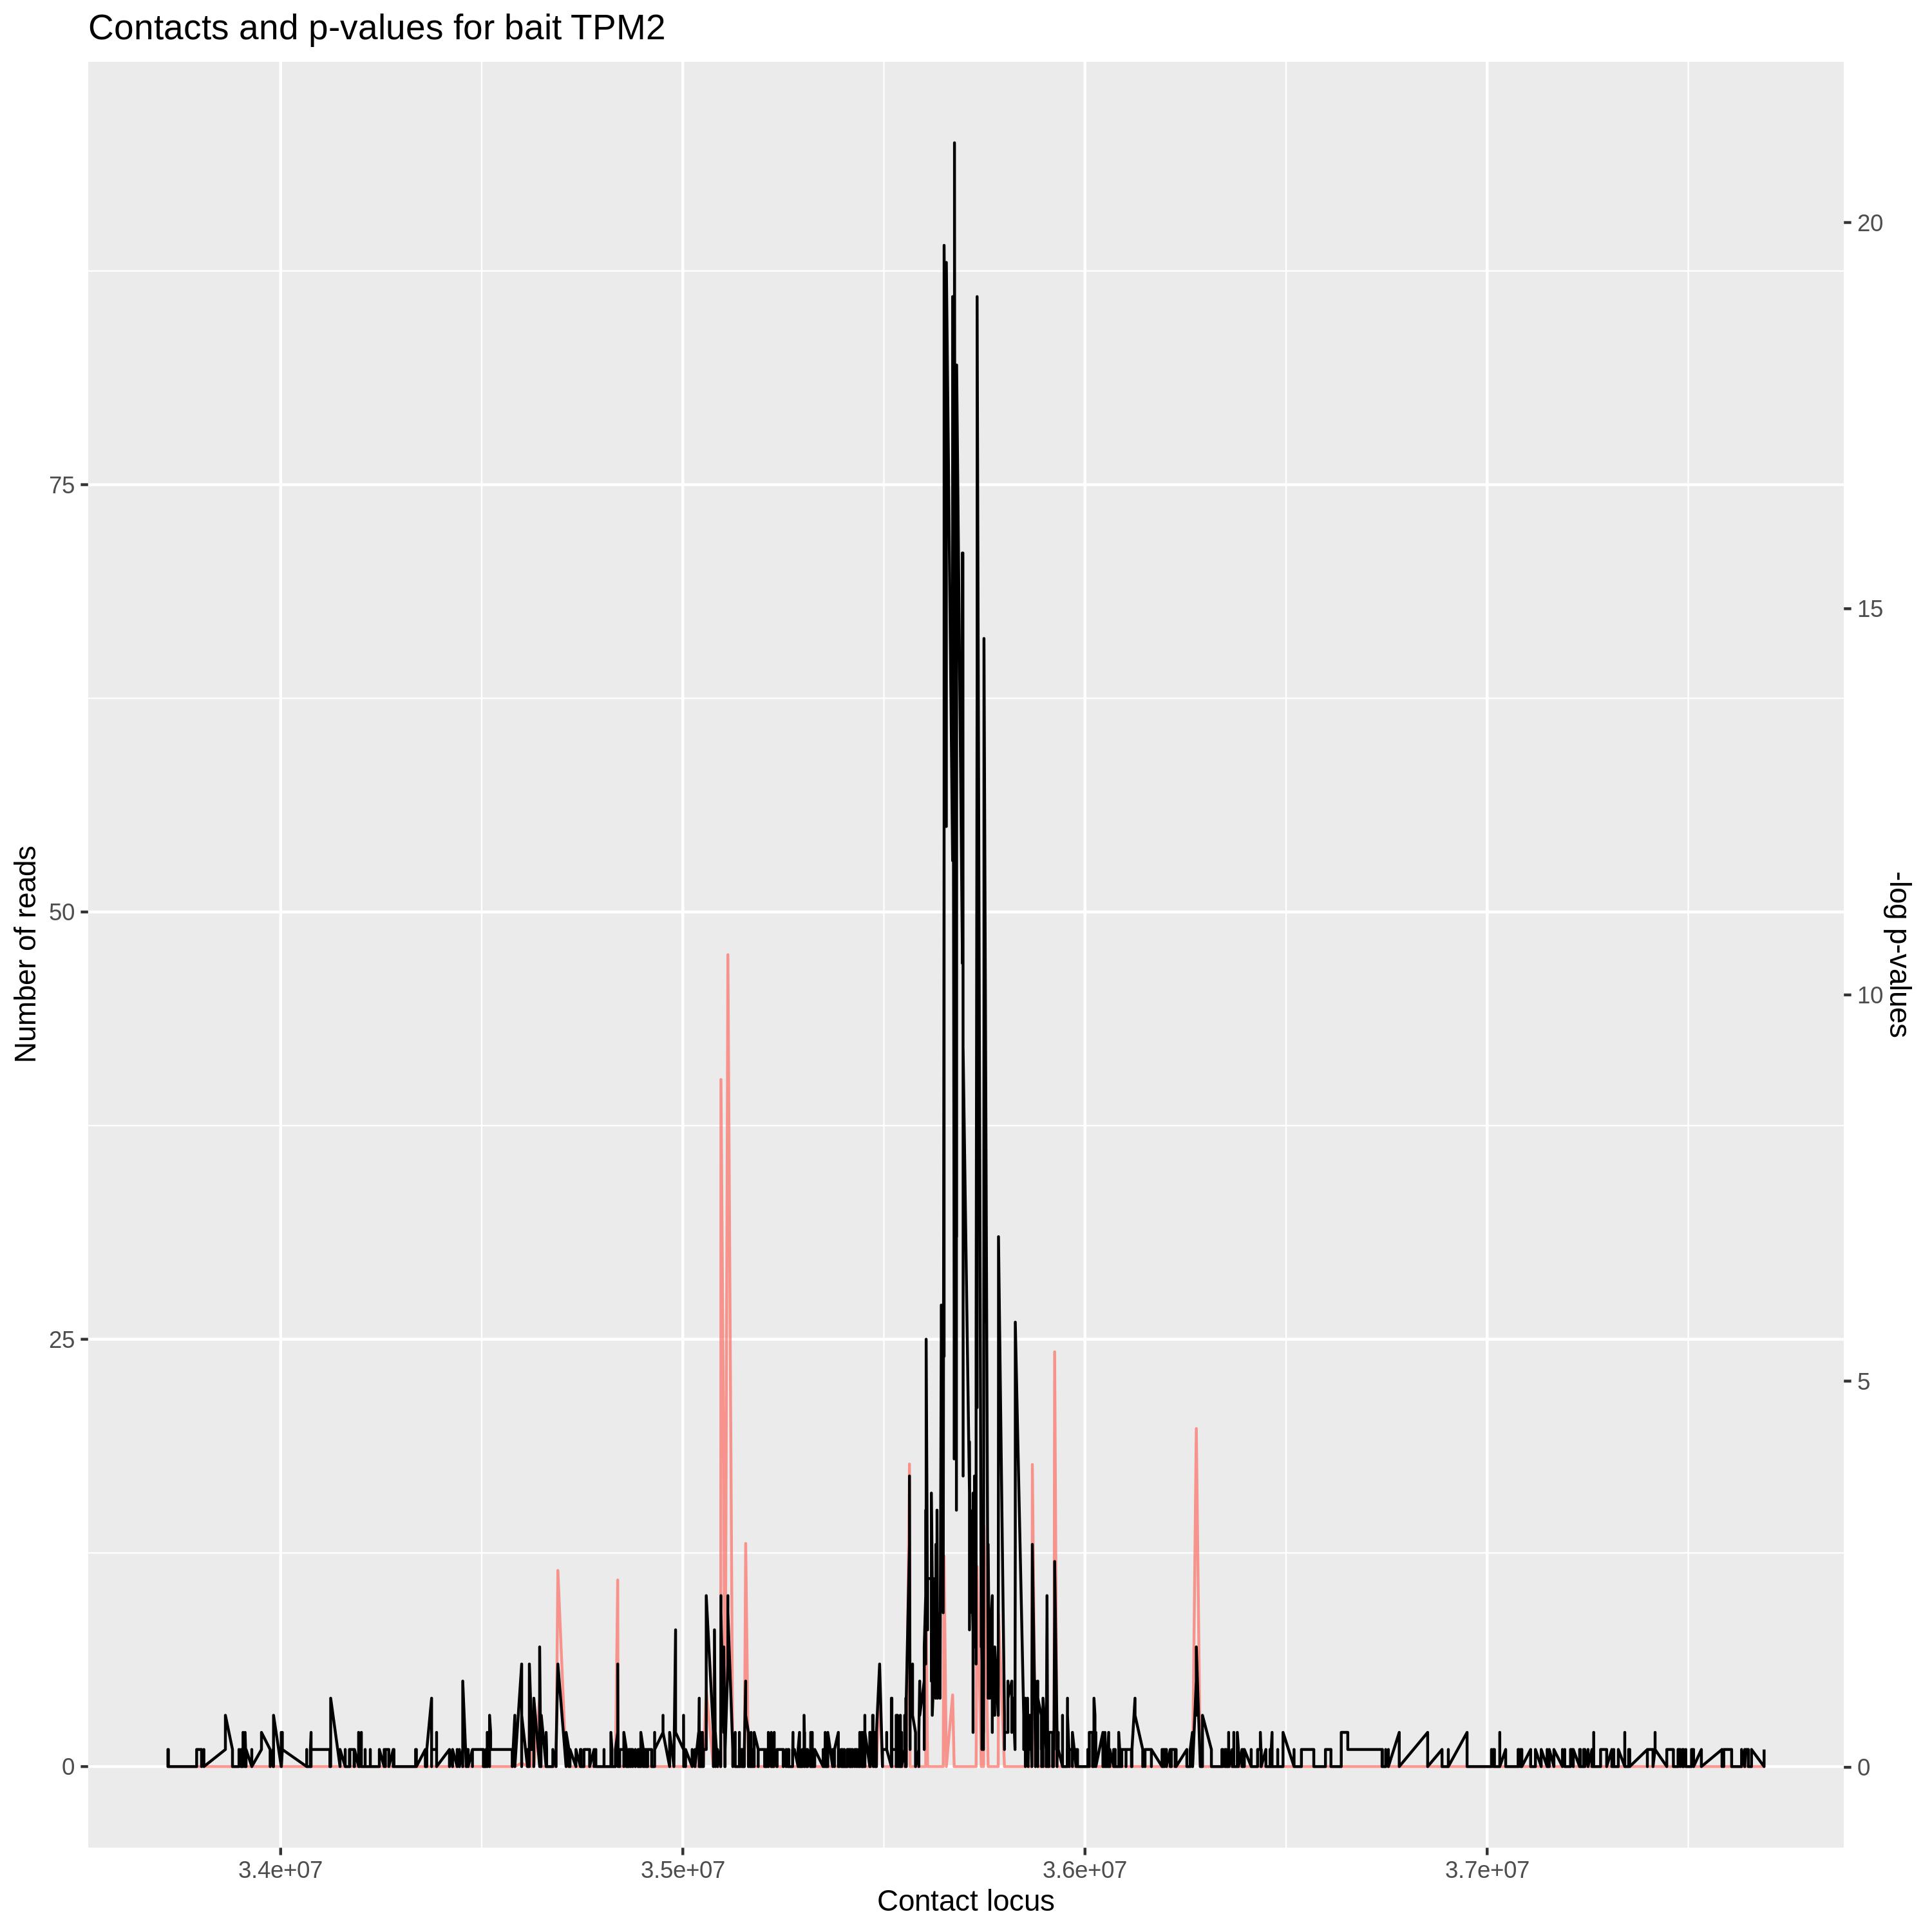 Contacts and p-values for bait TPM2
Number of reads
75
50
25
0
20
15
10
5
0
-log p-values
3.4e+07
3.5e+07
3.6e+07
3.7e+07
Contact locus